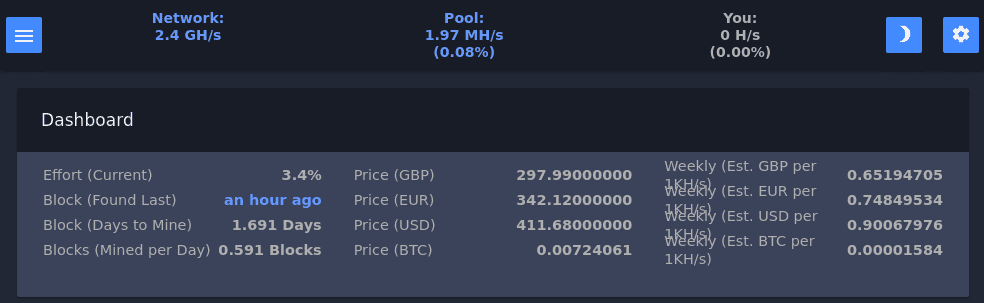 Network:
2.4 GH/s
Pool:
1.97 MH/s
(0.08%)
You:
0 H/s
(0.00%)
Dashboard
Effort (Current) 3.4%
Block (Found Last) an hour ago
Block (Days to Mine) 1.691 Days
Blocks (Mined per Day) 0.591 Blocks
Price (GBP) 297.99000000
Price (EUR) 342.12000000
Price (USD) 411.68000000
Price (BTC) 0.00724061
Weekly (Est. GBP per
1KH/s) 0.65194705
Weekly (Est. EUR per
1KH/s) 0.74849534
Weekly (Est. USD per
1KH/s) 0.90067976
Weekly (Est. BTC per
1KH/s) 0.00001584